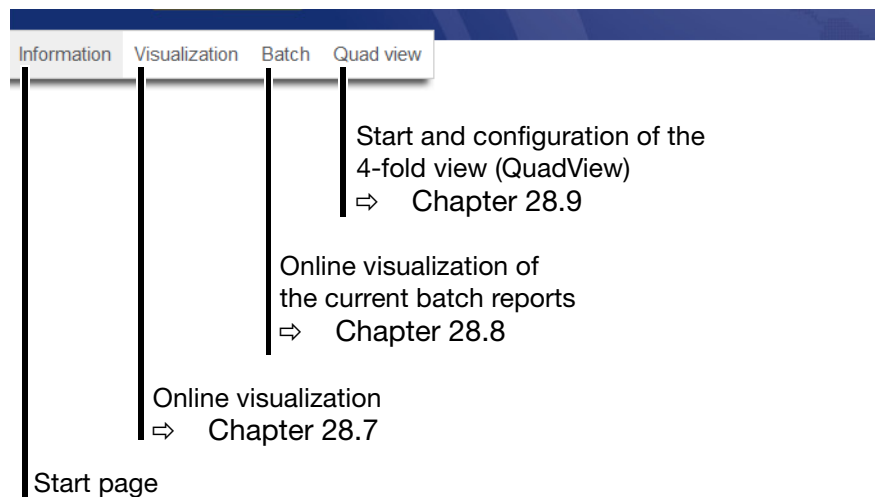 Information Visualization Batch Quad view
Start and configuration of the
4-fold view (QuadView)
⇨ Chapter 28.9
Online visualization of
the current batch reports
⇨ Chapter 28.8
Online visualization
⇨ Chapter 28.7
Start page